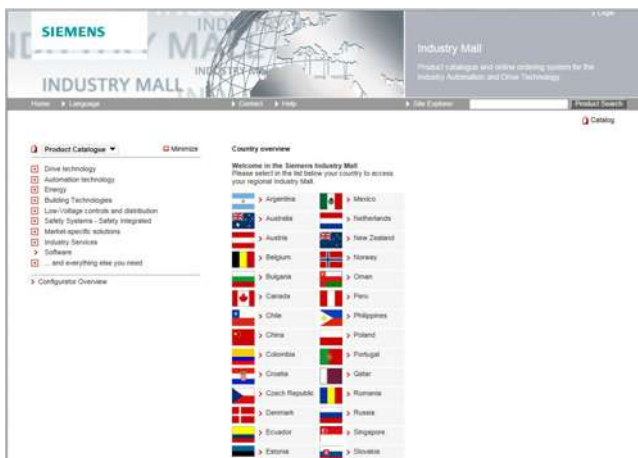 Login
SIEMENS
INDUSTRY MALL
Industry Mall
Product catalogue and online ordering system for the
Industry Automation and Drive Technology
Home
Language
Contact
Help
Site Explorer
Product Search
Catalog
Product Catalogue
Minimize
Drive technology
Automation technology
Energy
Building Technologies
Low-Voltage controls and distribution
Safety Systems - Safety Integrated
Market-specific solutions
Industry Services
Software
... and everything else you need
Configurator Overview
Country overview
Welcome in the Siemens Industry Mall
Please select in the list below your country to access
your regional Industry Mall.
Argentina
Mexico
Australia
Netherlands
Austria
New Zealand
Belgium
Norway
Bulgaria
Oman
Canada
Peru
Chile
Philippines
China
Poland
Colombia
Portugal
Croatia
Qatar
Czech Republic
Romania
Denmark
Russia
Ecuador
Singapore
Estonia
Slovakia